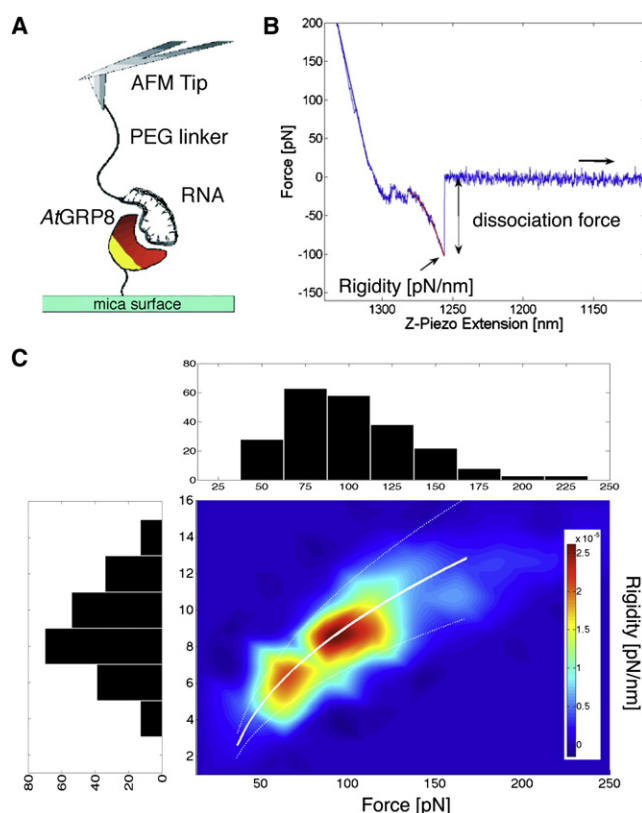 A
AFM Tip
PEG linker
RNA
AtGRP8
mica surface
B
200
150
100
50
0
-50
-100
-150
Force [pN]
dissociation force
Rigidity [pN/nm]
1300 1250 1200 1150
Z-Piezo Extension [nm]
C
80
60
40
20
0
25 50 75 100 125 150 175 200 225 250
16
14
12
10
8
6
4
2
80 60 40 20 0
x 10⁻⁵
2.5
2
1.5
1
0.5
0
Rigidity [pN/nm]
50 100 150 200 250
Force [pN]